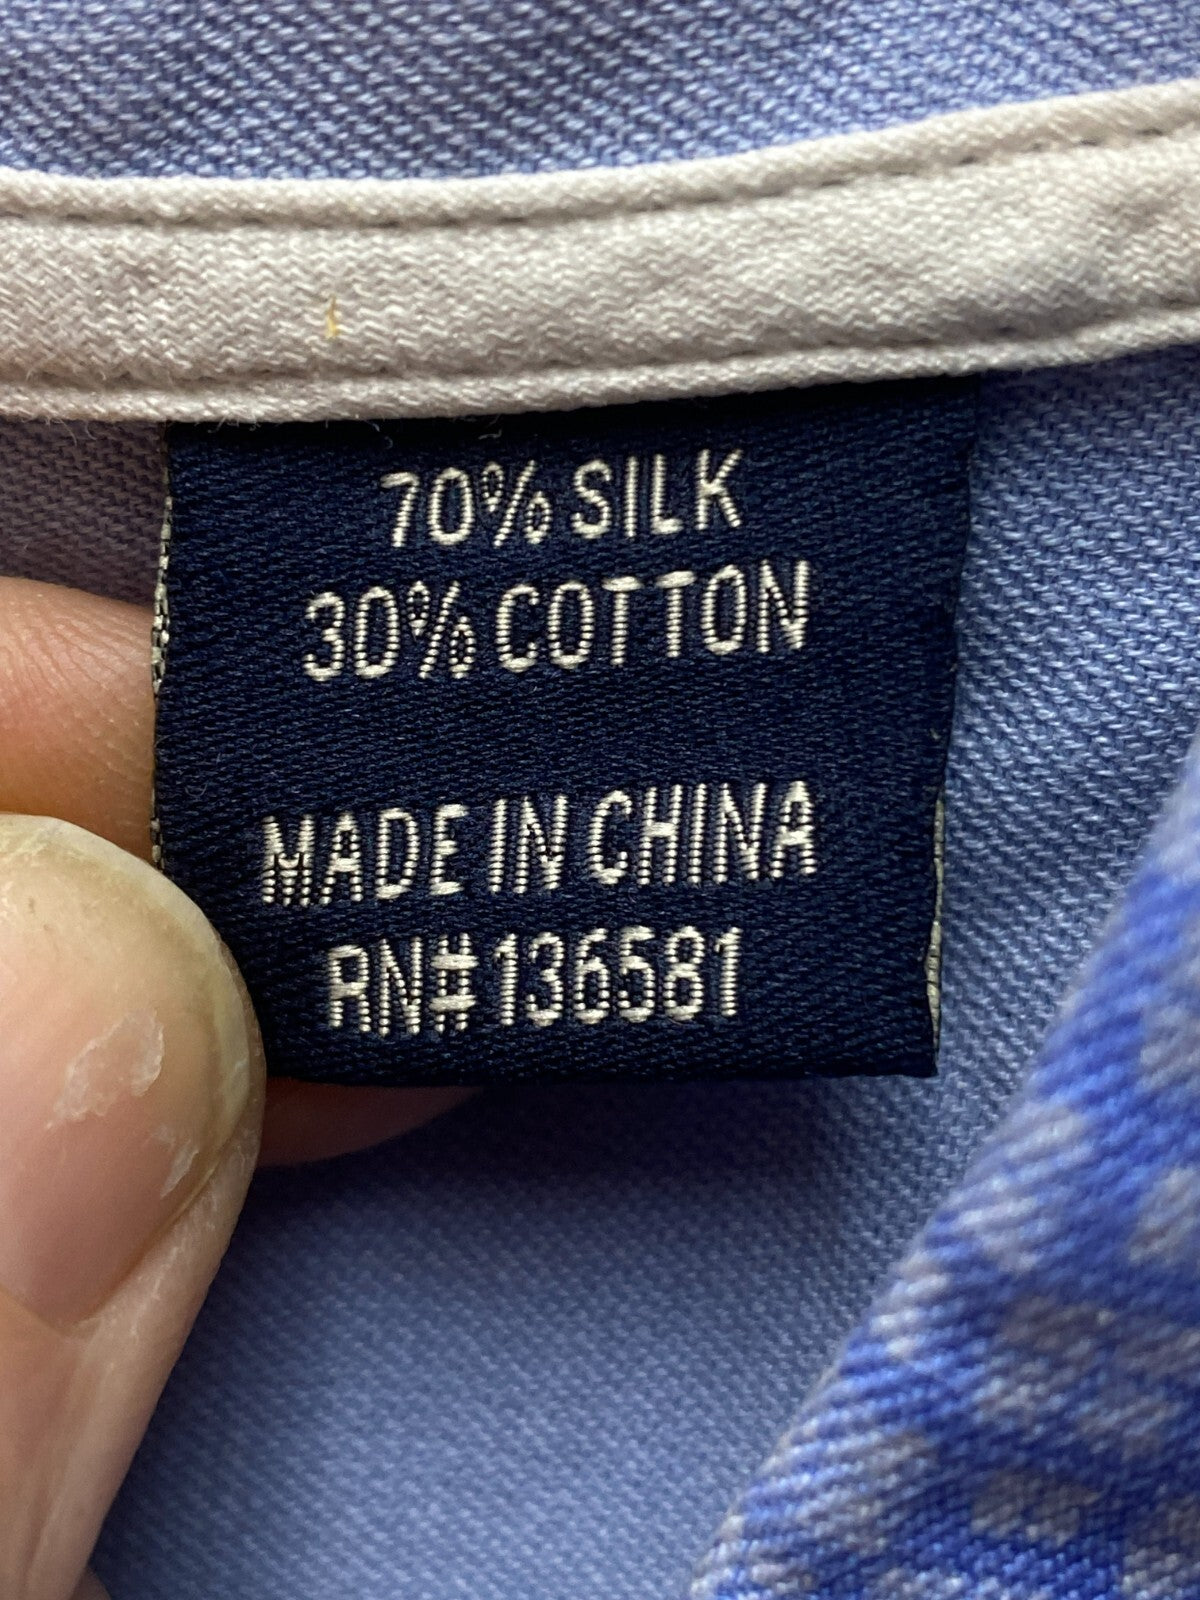 70% SILK
30% COTTON
MADE IN CHINA
RN# 136581